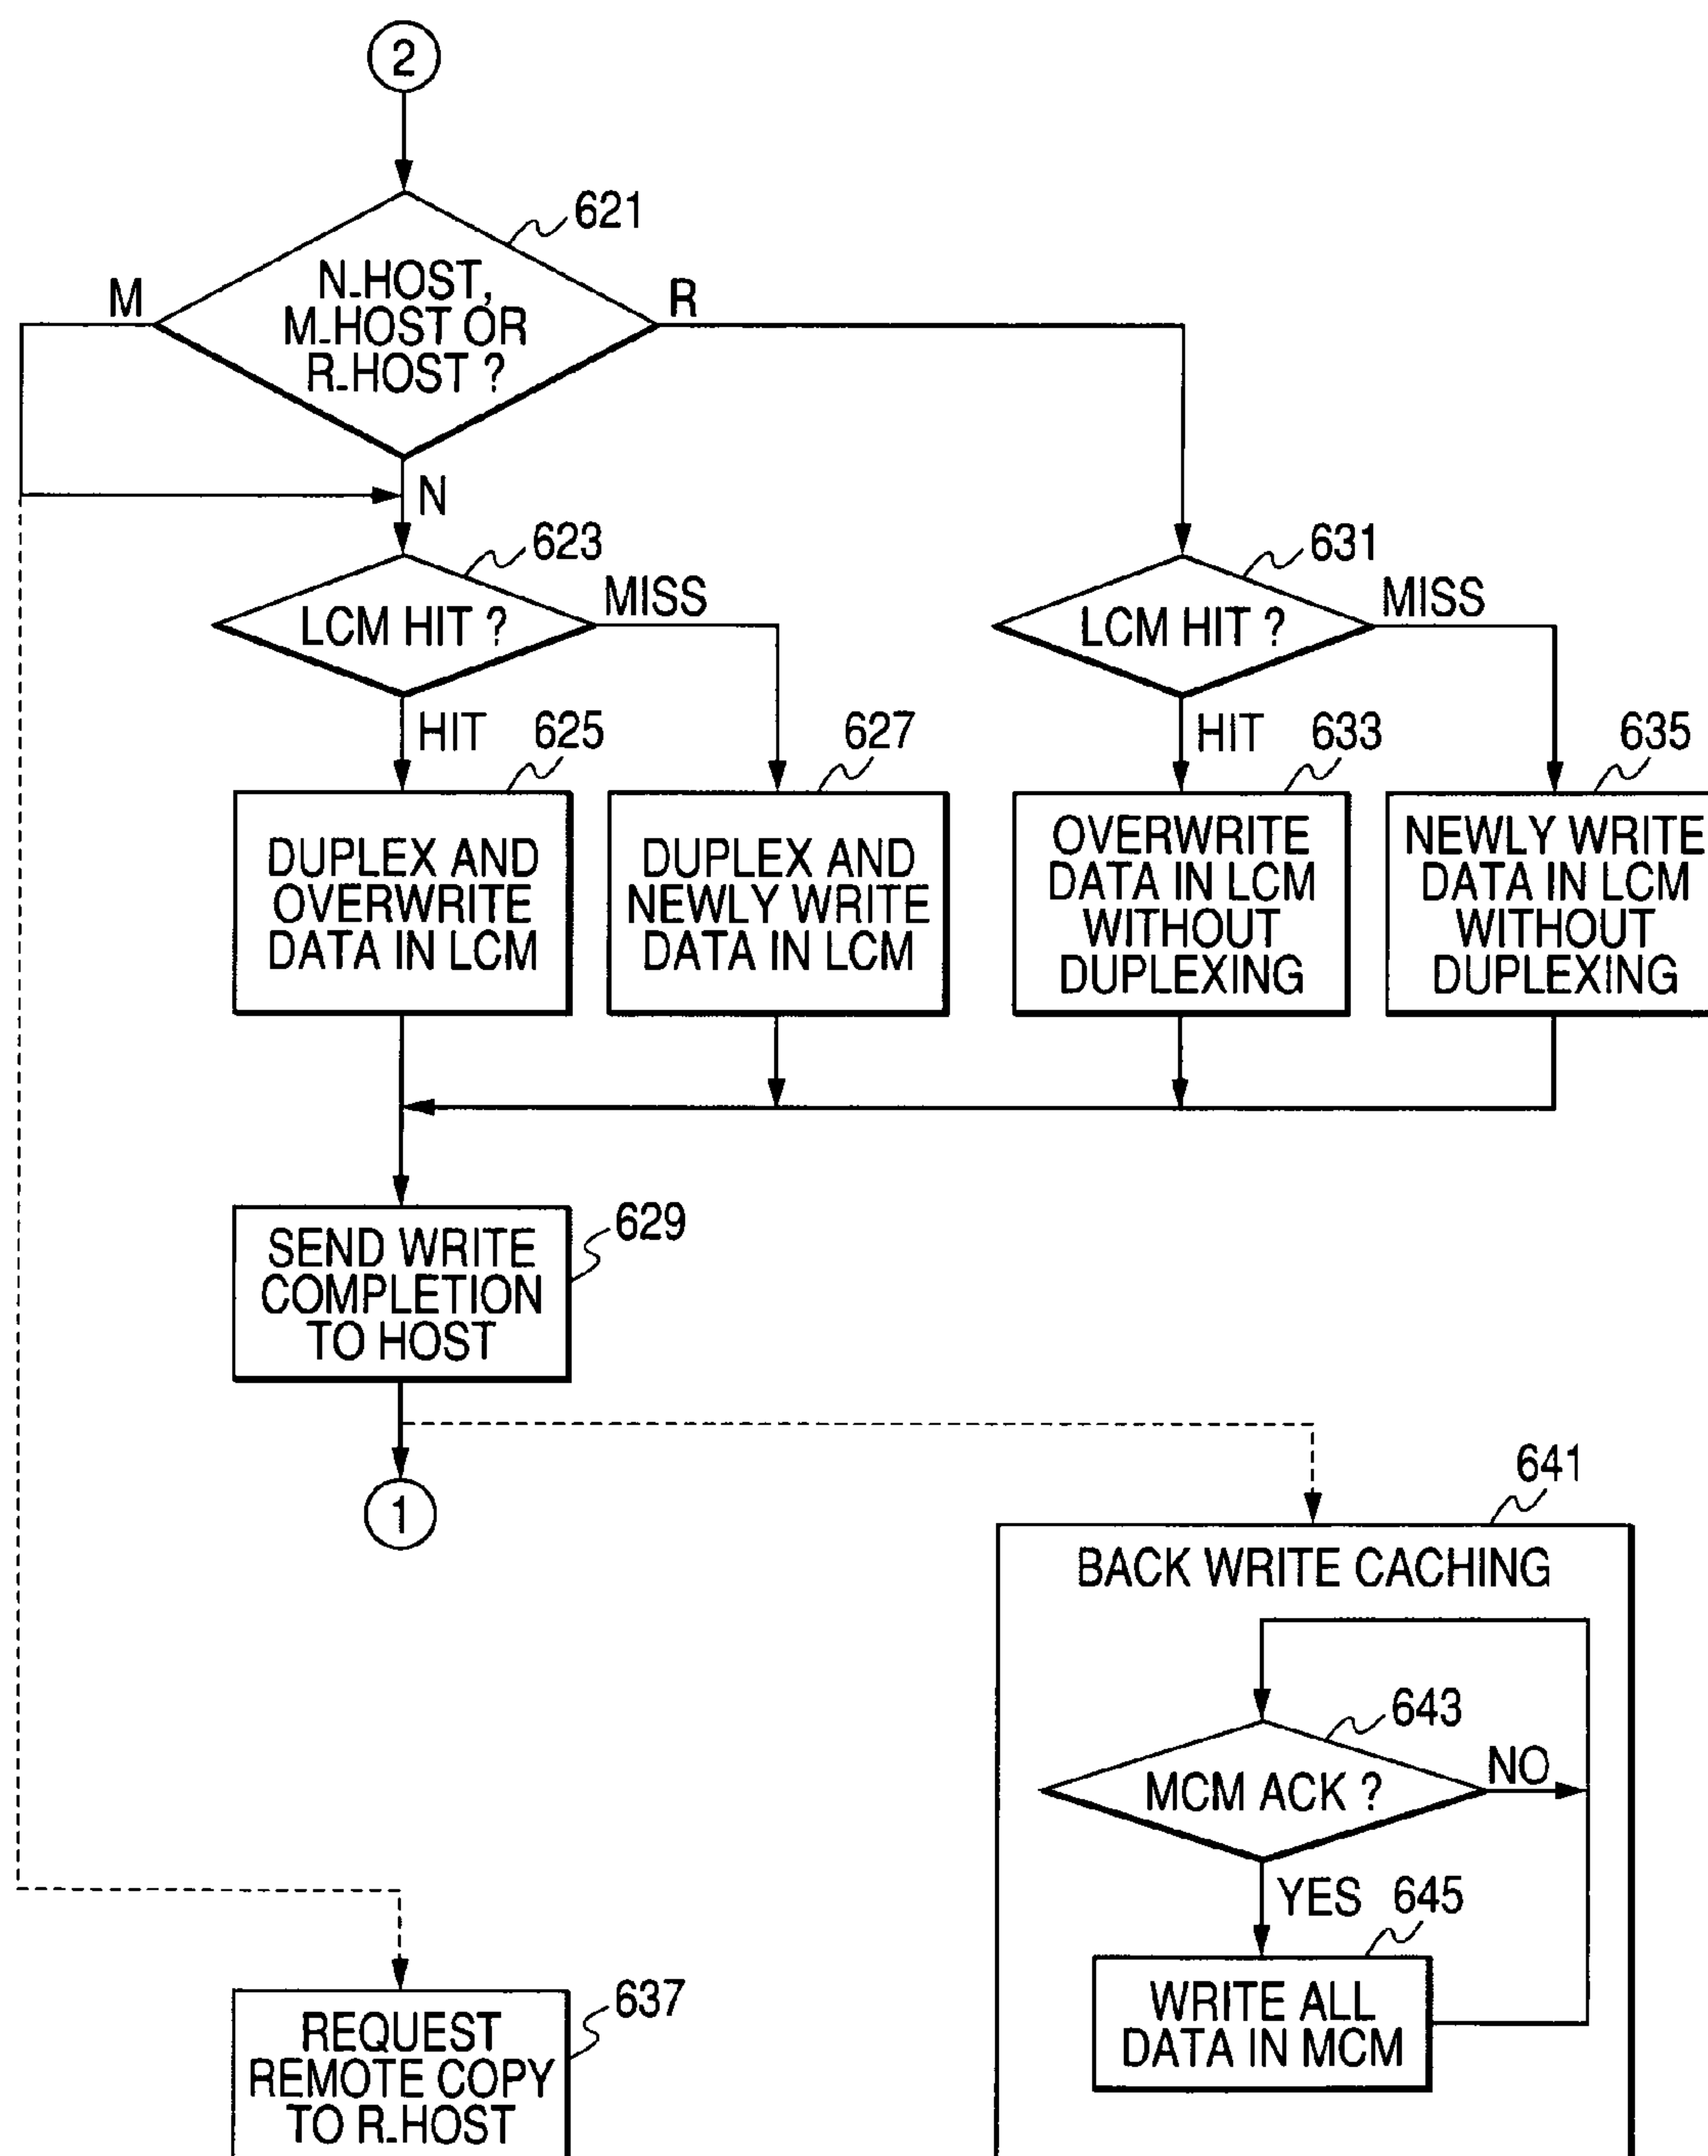 2
621
N-HOST,
M-HOST OR
R-HOST ?
M
R
N
623
LCM HIT ?
MISS
631
LCM HIT ?
MISS
HIT
625
627
HIT
633
635
DUPLEX AND
OVERWRITE
DATA IN LCM
DUPLEX AND
NEWLY WRITE
DATA IN LCM
OVERWRITE
DATA IN LCM
WITHOUT
DUPLEXING
NEWLY WRITE
DATA IN LCM
WITHOUT
DUPLEXING
SEND WRITE
COMPLETION
TO HOST
629
1
641
BACK WRITE CACHING
643
MCM ACK ?
NO
YES
645
WRITE ALL
DATA IN MCM
REQUEST
REMOTE COPY
TO R-HOST
637